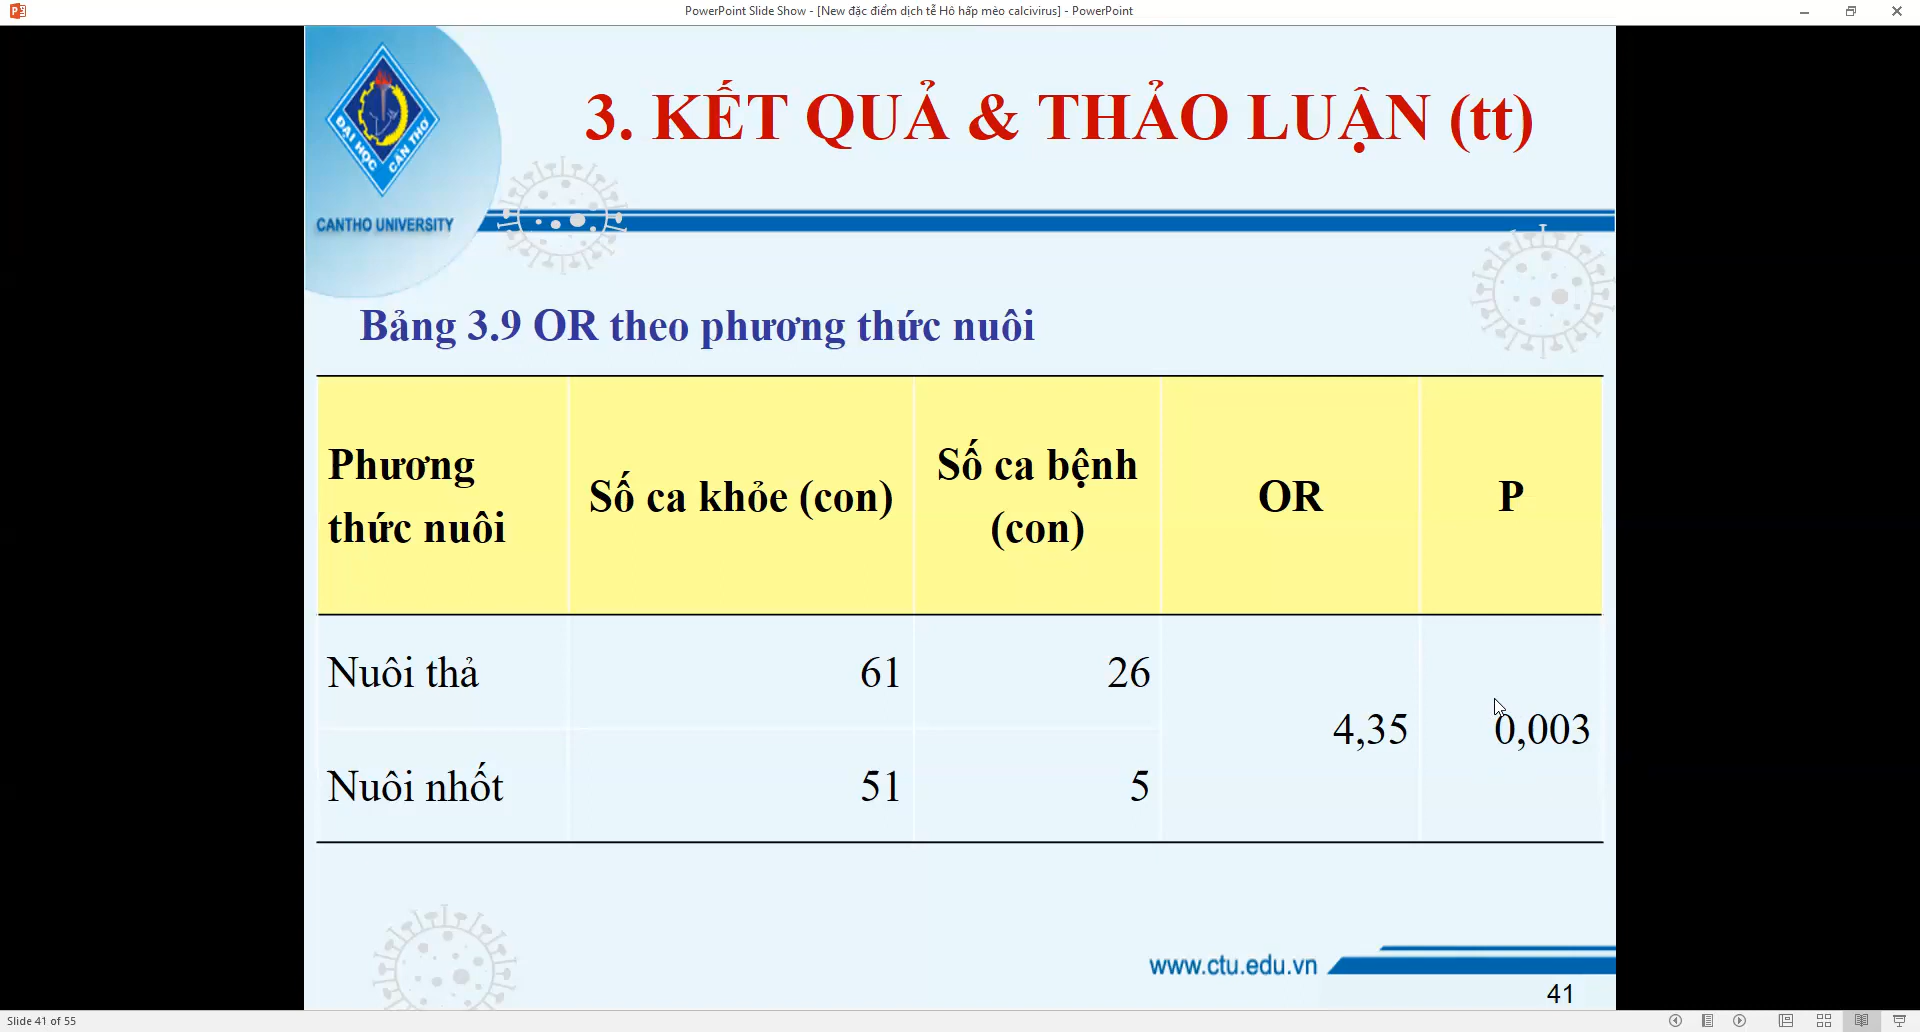 PowerPoint Slide Show - [New đặc điểm dịch tễ Hô hấp mèo calcivirus] - PowerPoint
ĐẠI HỌC CẦN THƠ
CANTHO UNIVERSITY
3. KẾT QUẢ & THẢO LUẬN (tt)
Bảng 3.9 OR theo phương thức nuôi
Phương thức nuôi Số ca khỏe (con) Số ca bệnh (con) OR P
Nuôi thả 61 26
4,35 0,003
Nuôi nhốt 51 5
www.ctu.edu.vn
41
Slide 41 of 55